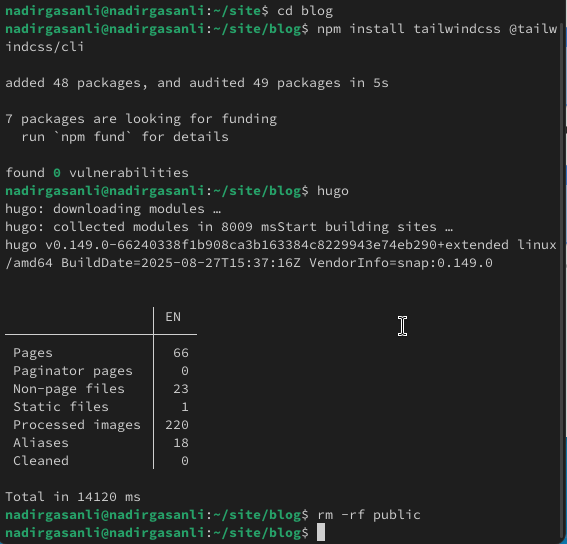 nadirgasanli@nadirgasanli:~/site$ cd blog
nadirgasanli@nadirgasanli:~/site/blog$ npm install tailwindcss @tailw
indcss/cli
added 48 packages, and audited 49 packages in 5s
7 packages are looking for funding
  run `npm fund` for details
found 0 vulnerabilities
nadirgasanli@nadirgasanli:~/site/blog$ hugo
hugo: downloading modules …
hugo: collected modules in 8009 msStart building sites …
hugo v0.149.0-66240338f1b908ca3b163384c8229943e74eb290+extended linux
/amd64 BuildDate=2025-08-27T15:37:16Z VendorInfo=snap:0.149.0
EN
Pages 66
Paginator pages 0
Non-page files 23
Static files 1
Processed images 220
Aliases 18
Cleaned 0
Total in 14120 ms
nadirgasanli@nadirgasanli:~/site/blog$ rm -rf public
nadirgasanli@nadirgasanli:~/site/blog$